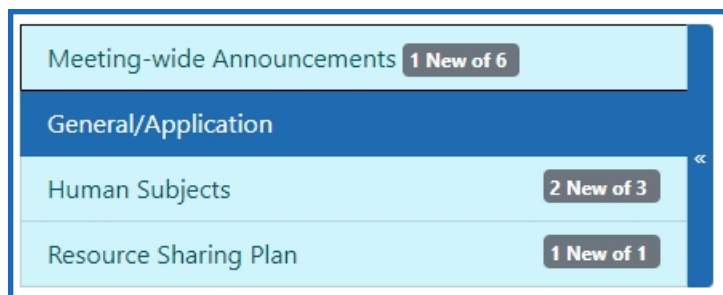 Meeting-wide Announcements 1 New of 6
General/Application
«
Human Subjects 2 New of 3
Resource Sharing Plan 1 New of 1